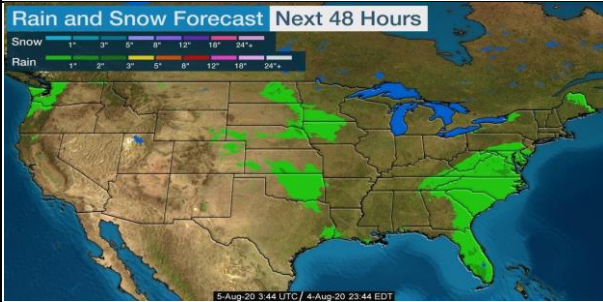 Rain and Snow Forecast Next 48 Hours
Snow 1" 3" 5" 8" 12" 18" 24"+
Rain 1" 2" 3" 5" 8" 12" 18" 24"+
5-Aug-20 3:44 UTC / 4-Aug-20 23:44 EDT